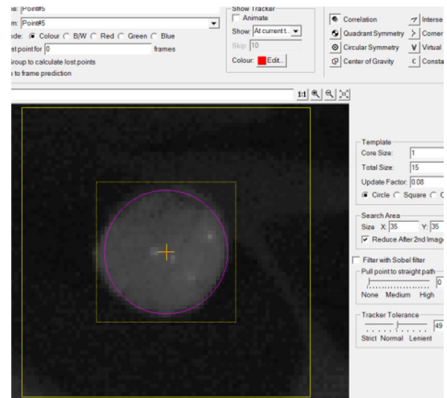 me: Point#5
m: Point#5
ode: Colour B/W Red Green Blue
st point for 0 frames
group to calculate lost points
to frame prediction
Show Tracker
Animate
Show: At current t...
Skip: 10
Colour: Edit...
Correlation Interse
Quadrant Symmetry Corner
Circular Symmetry Virtual
Center of Gravity Consta
1:1
Template
Core Size: 1
Total Size: 15
Update Factor: 0.08
Circle Square C
Search Area
Size X: 35 Y: 35
Reduce After 2nd Imag
Filter with Sobel filter
Pull point to straight path
0
None Medium High
Tracker Tolerance
49
Strict Normal Lenient